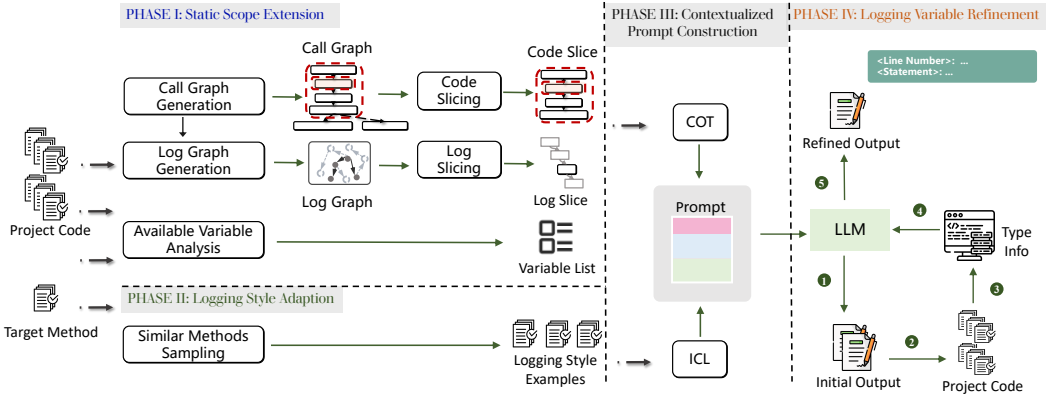 PHASE I: Static Scope Extension
Call Graph
Code Slice
Call Graph
Generation
Code
Slicing
Log Graph
Generation
Log
Slicing
Log Graph
Log Slice
Project Code
Available Variable
Analysis
Variable List
PHASE II: Logging Style Adaption
Target Method
Similar Methods
Sampling
Logging Style
Examples
PHASE III: Contextualized
Prompt Construction
COT
Prompt
ICL
PHASE IV: Logging Variable Refinement
<Line Number>: ...
<Statement>: ...
Refined Output
5
4
LLM
Type
Info
1
3
2
Initial Output
Project Code